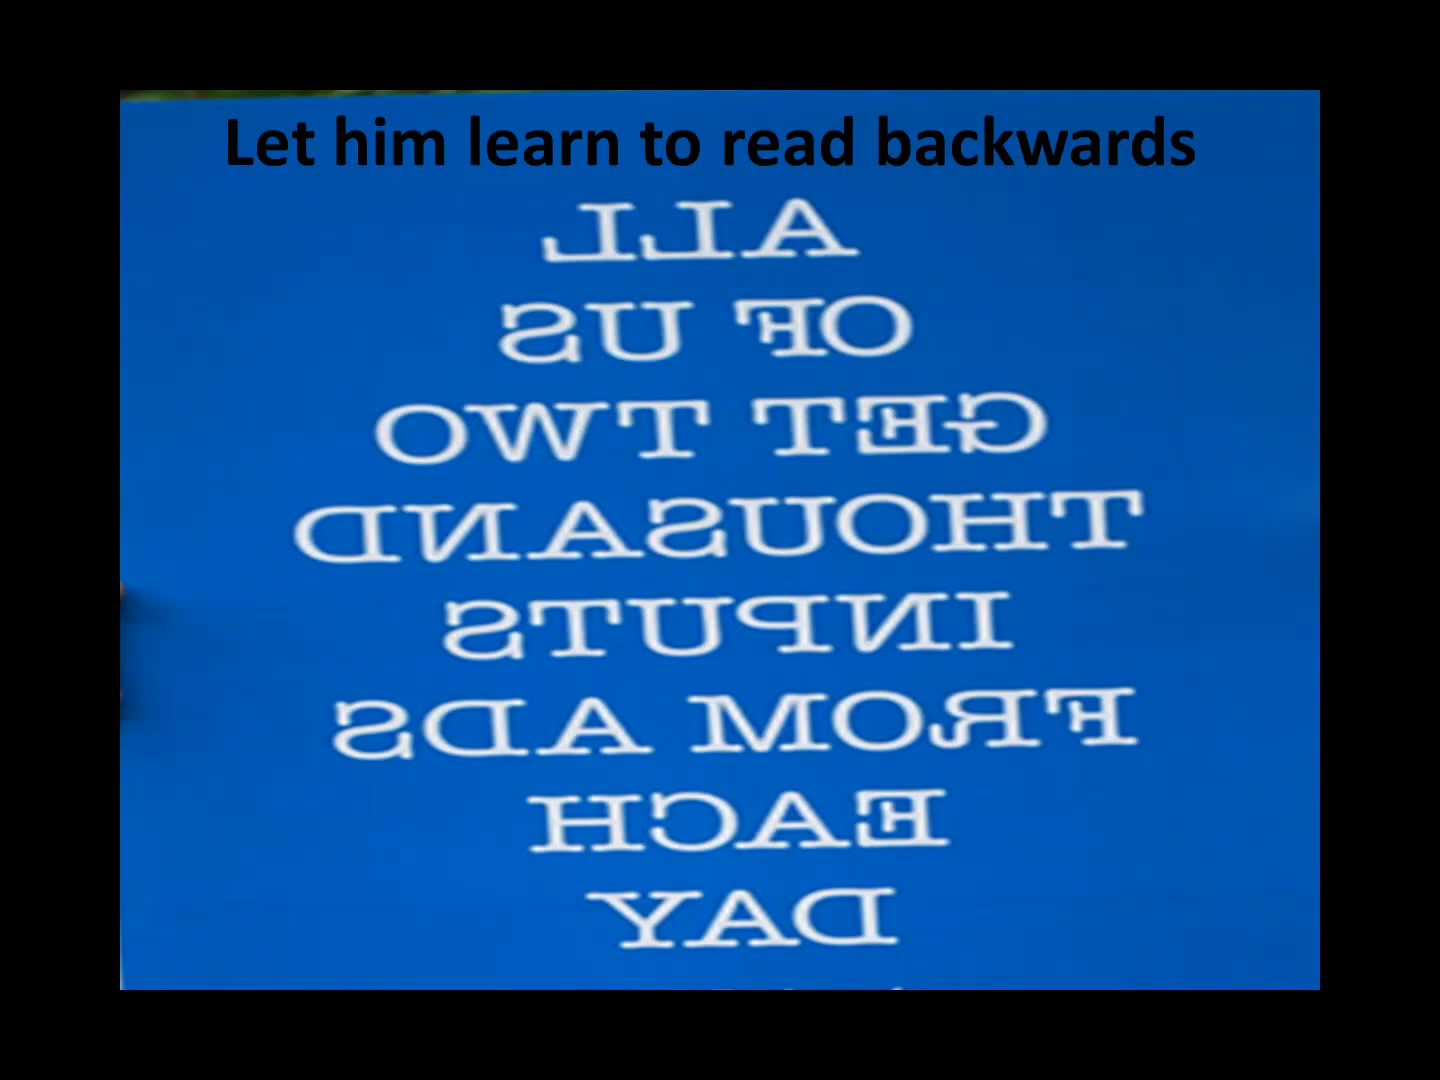 Let him learn to read backwards
ALL
OF US
GET TWO
THOUSAND
INPUTS
FROM ADS
EACH
DAY